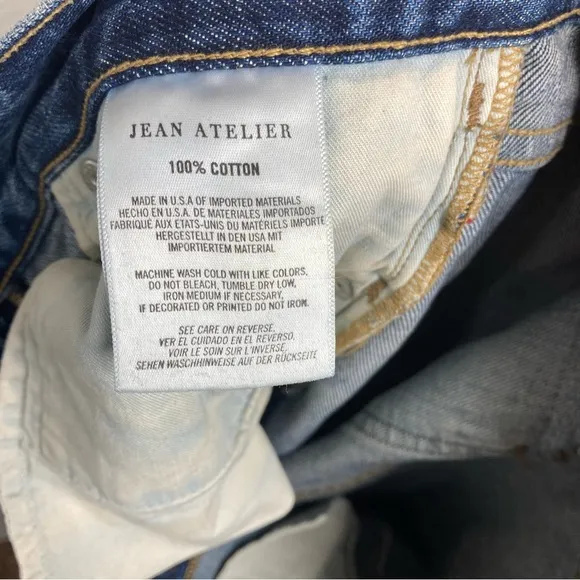 JEAN ATELIER
100% COTTON
MADE IN U.S.A OF IMPORTED MATERIALS
HECHO EN U.S.A. DE MATERIALES IMPORTADOS
FABRIQUÉ AUX ETATS-UNIS DU MATÉRIELS IMPORTE
HERGESTELLT IN DEN USA MIT
IMPORTIERTEM MATERIAL
MACHINE WASH COLD WITH LIKE COLORS.
DO NOT BLEACH, TUMBLE DRY LOW,
IRON MEDIUM IF NECESSARY,
IF DECORATED OR PRINTED DO NOT IRON.
SEE CARE ON REVERSE.
VER EL CUIDADO EN EL REVERSO.
VOIR LE SOIN SUR L'INVERSE.
SEHEN WASCHHINWEISE AUF DER RÜCKSEITE